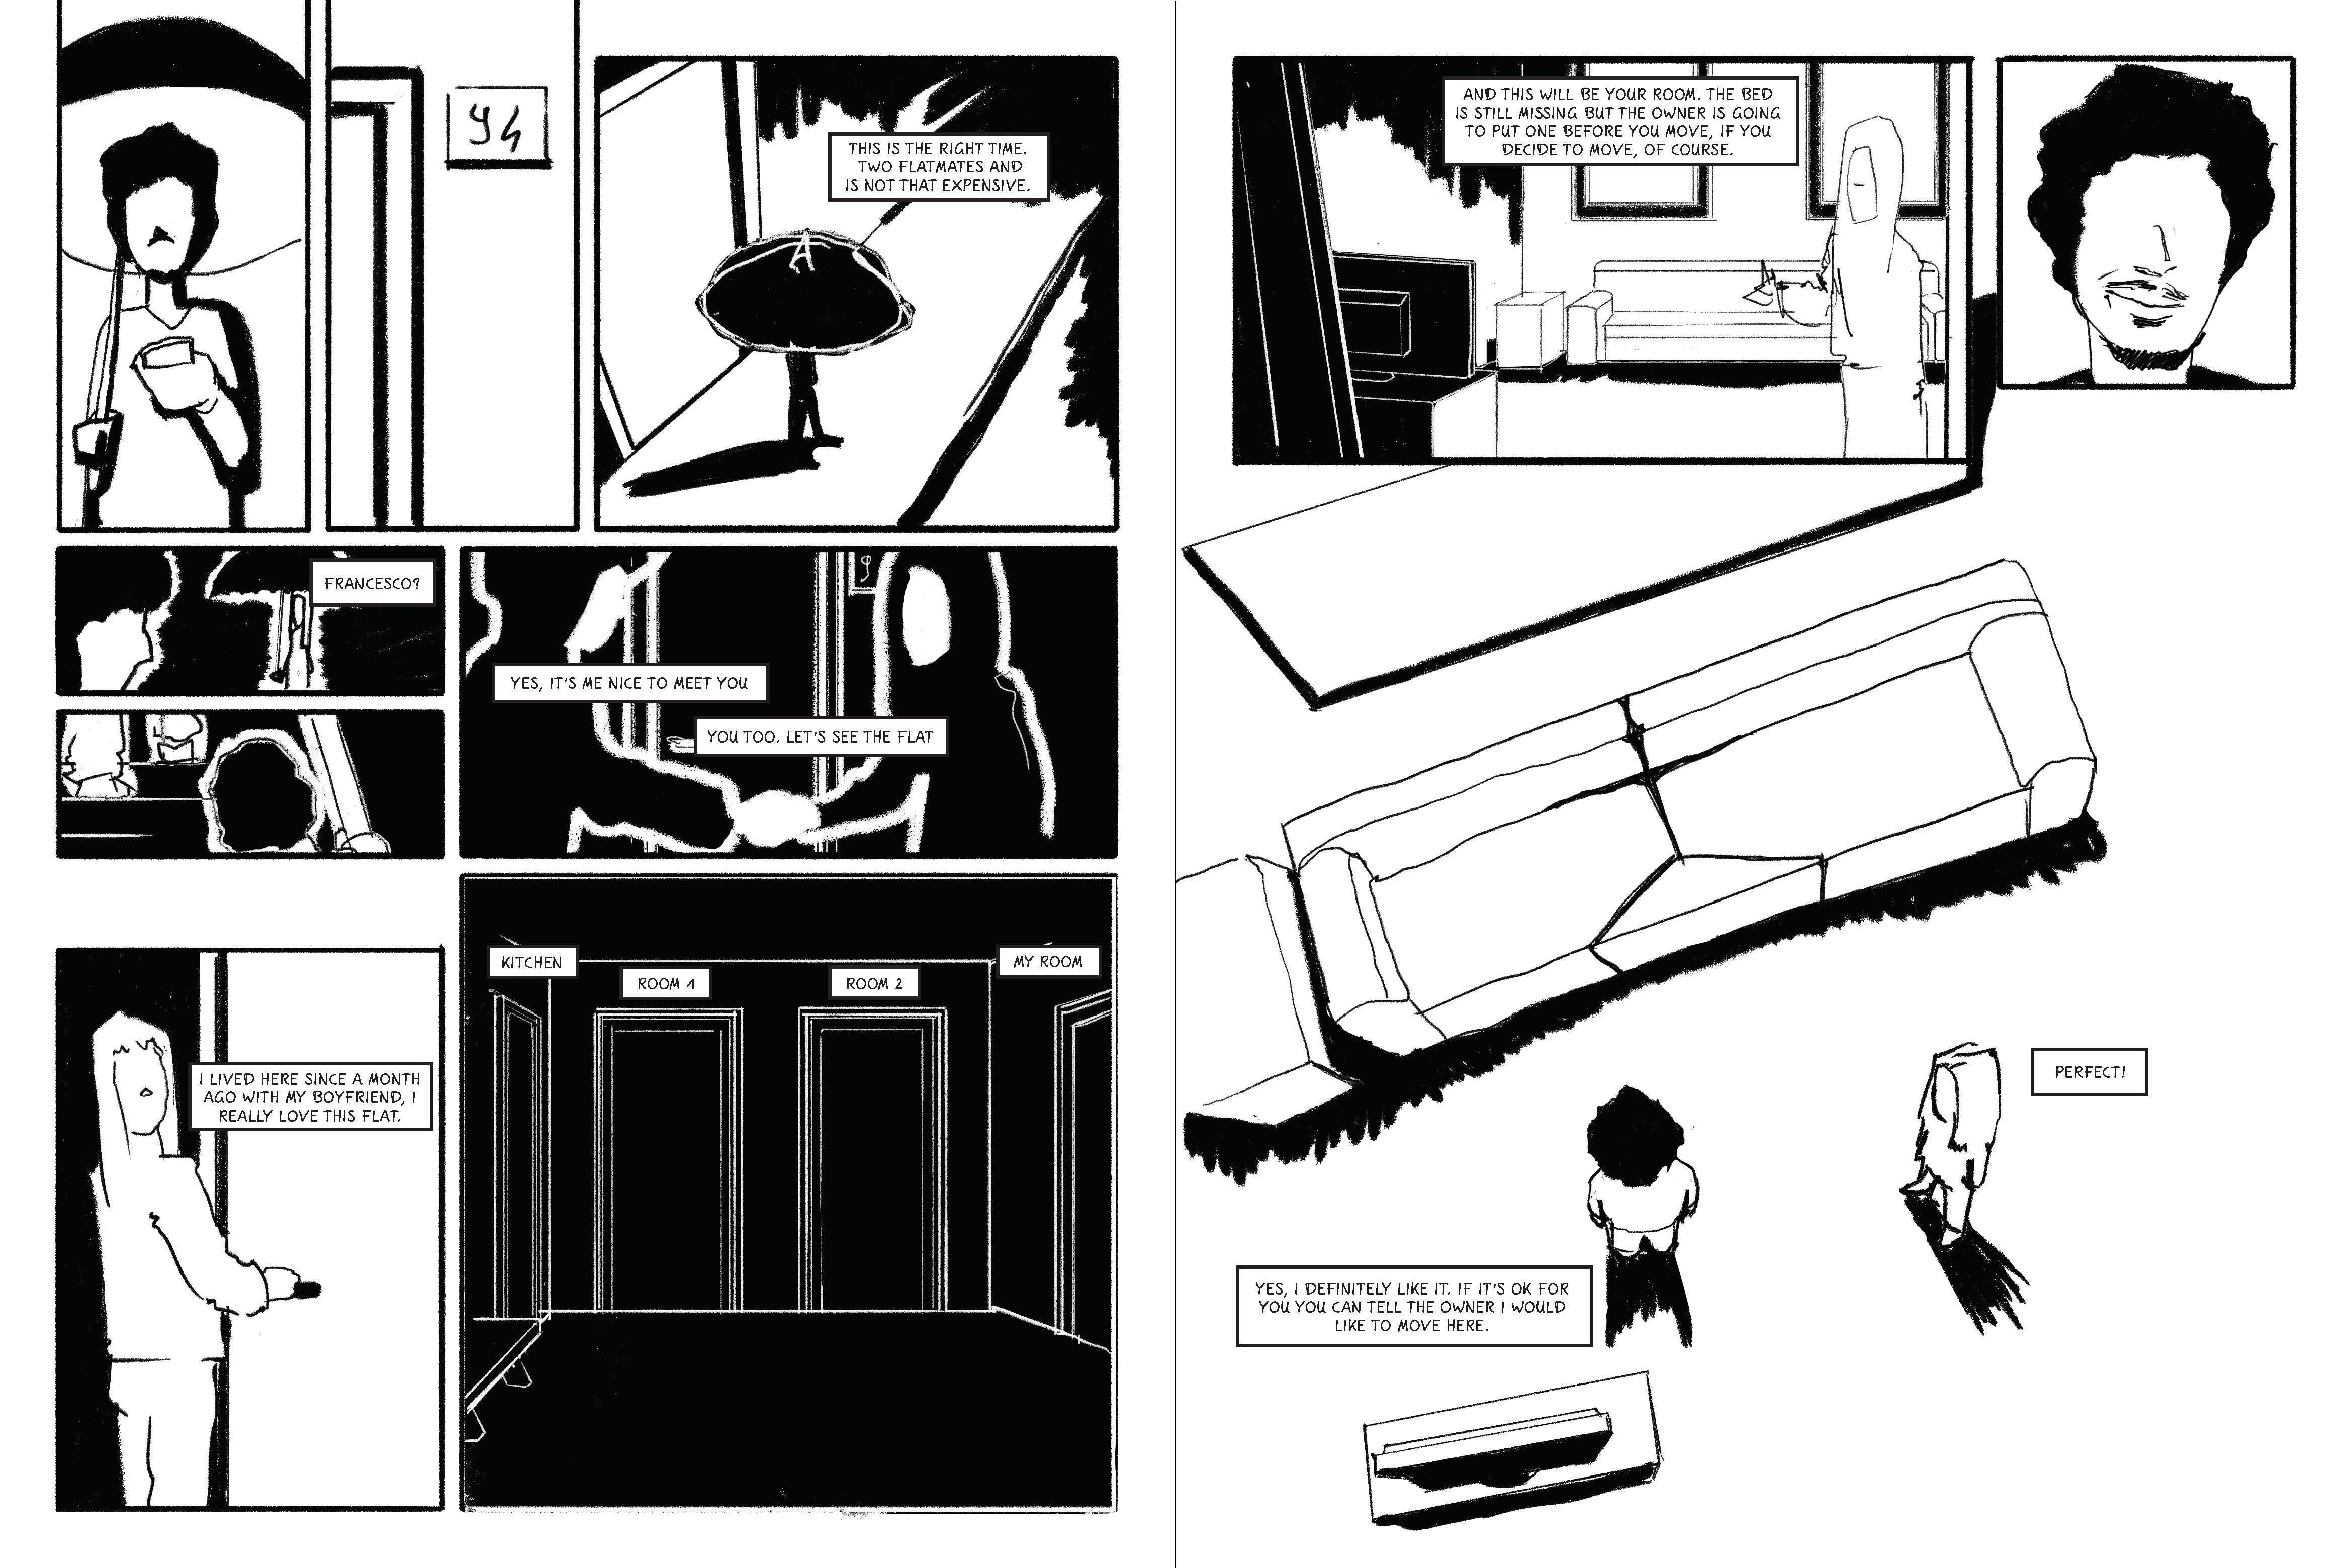 94
THIS IS THE RIGHT TIME.
TWO FLATMATES AND
IS NOT THAT EXPENSIVE.
FRANCESCO?
9
YES, IT'S ME NICE TO MEET YOU
YOU TOO. LET'S SEE THE FLAT
I LIVED HERE SINCE A MONTH
AGO WITH MY BOYFRIEND, I
REALLY LOVE THIS FLAT.
KITCHEN
ROOM 1
ROOM 2
MY ROOM
AND THIS WILL BE YOUR ROOM. THE BED
IS STILL MISSING BUT THE OWNER IS GOING
TO PUT ONE BEFORE YOU MOVE, IF YOU
DECIDE TO MOVE, OF COURSE.
PERFECT!
YES, I DEFINITELY LIKE IT. IF IT'S OK FOR
YOU YOU CAN TELL THE OWNER I WOULD
LIKE TO MOVE HERE.